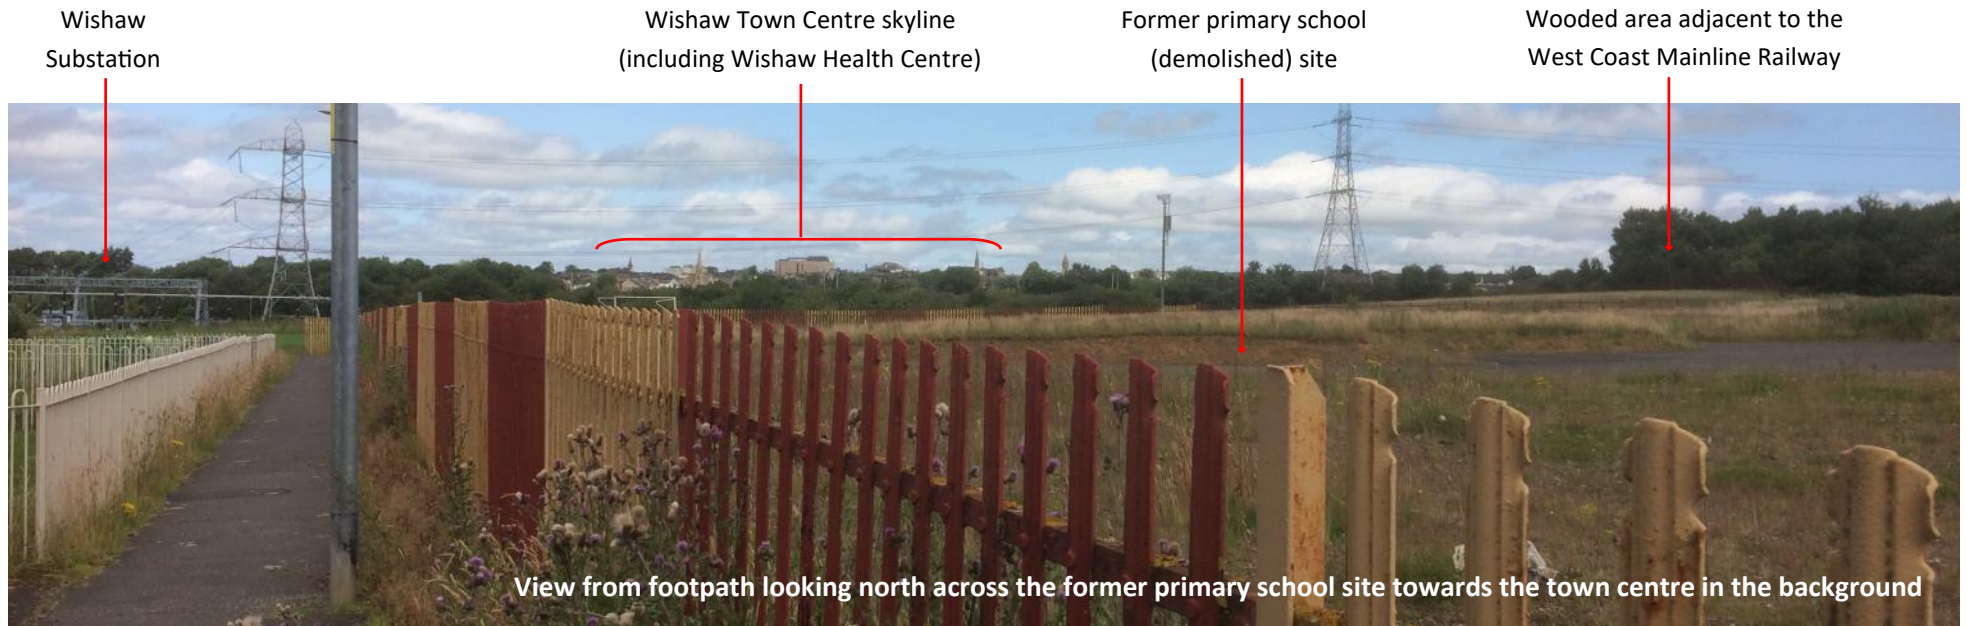 Wishaw
Substation
Wishaw Town Centre skyline
(including Wishaw Health Centre)
Former primary school
(demolished) site
Wooded area adjacent to the
West Coast Mainline Railway
View from footpath looking north across the former primary school site towards the town centre in the background